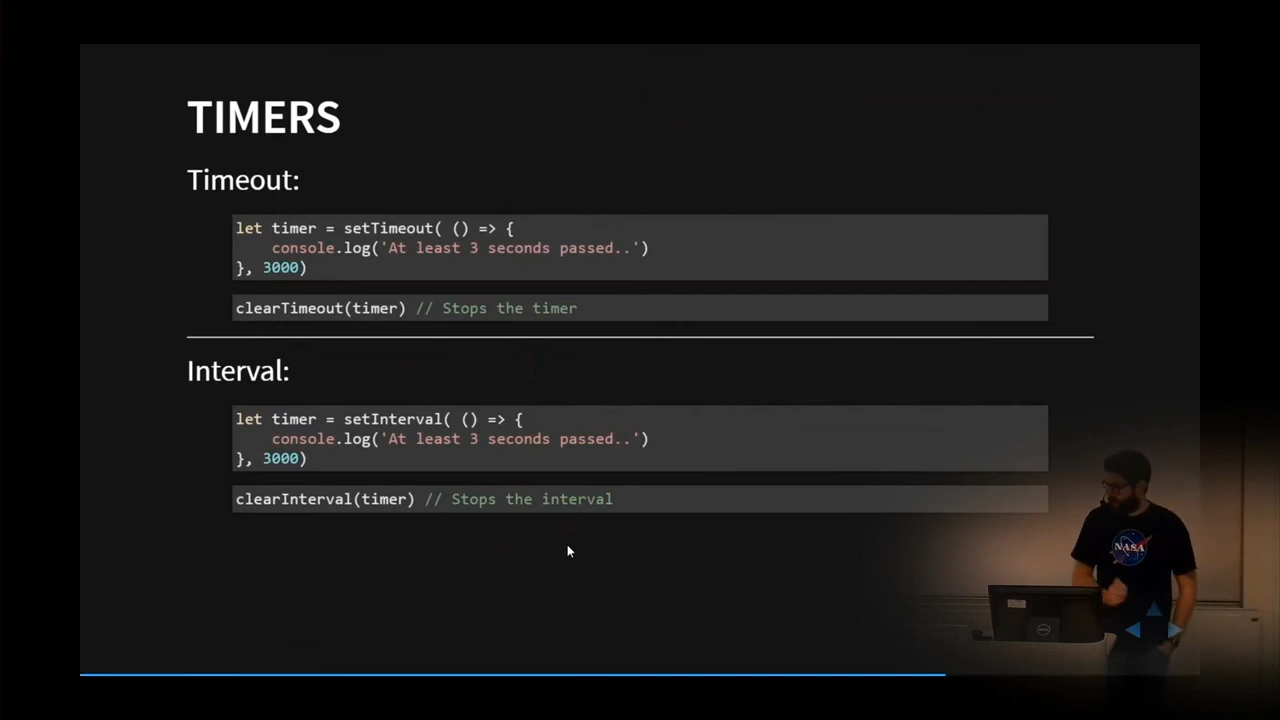 TIMERS
Timeout:
let timer = setTimeout( () => {
    console.log('At least 3 seconds passed..')
}, 3000)
clearTimeout(timer) // Stops the timer
Interval:
let timer = setInterval( () => {
    console.log('At least 3 seconds passed..')
}, 3000)
clearInterval(timer) // Stops the interval
NASA
DELL